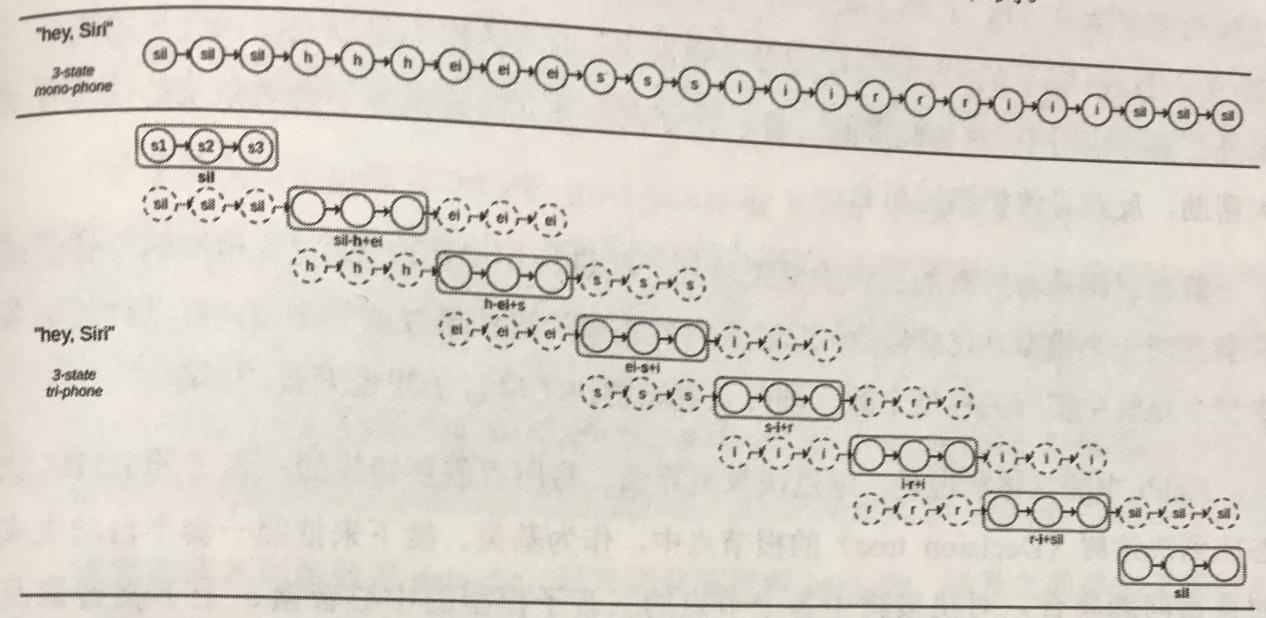 "hey, Siri"
3-state
mono-phone
sil sil sil h h h ei ei ei s s s i i i r r r i i i sil sil sil
s1 s2 s3
sil
sil sil sil ei ei ei
sil-h+ei
h h h s s s
h-ei+s
"hey, Siri"
3-state
tri-phone
ei ei ei i i i
ei-s+i
s s s r r r
s-i+r
i i i i i i
i-r+i
r r r sil sil sil
r-i+sil
sil